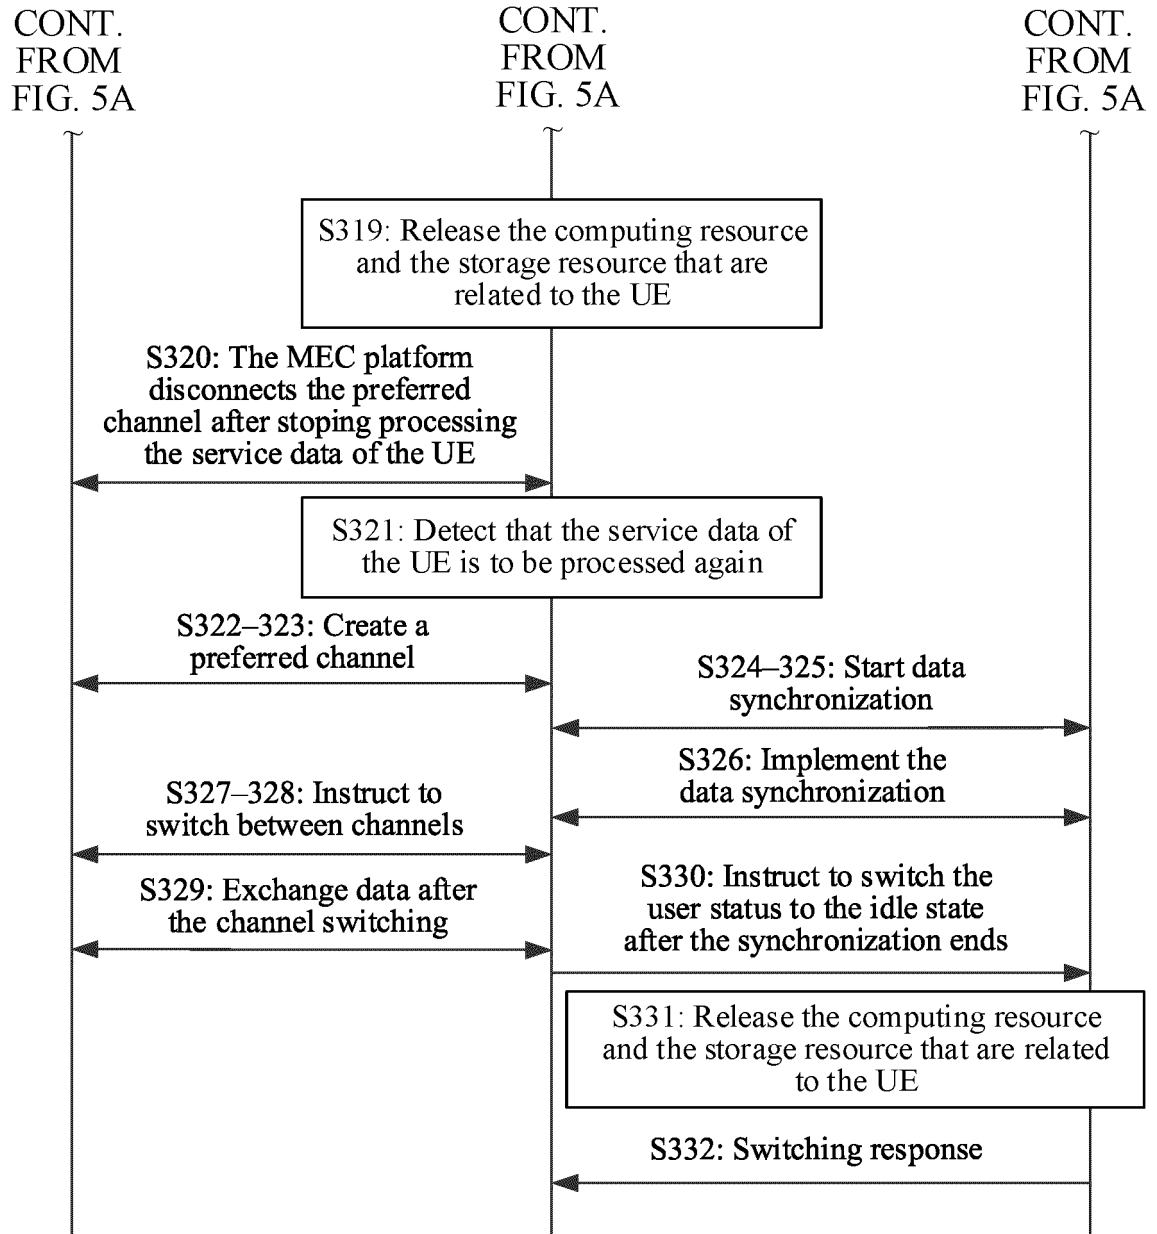 CONT.
FROM
FIG. 5A
CONT.
FROM
FIG. 5A
CONT.
FROM
FIG. 5A
S319: Release the computing resource
and the storage resource that are
related to the UE
S320: The MEC platform
disconnects the preferred
channel after stoping processing
the service data of the UE
S321: Detect that the service data of
the UE is to be processed again
S322–323: Create a
preferred channel
S324–325: Start data
synchronization
S326: Implement the
data synchronization
S327–328: Instruct to
switch between channels
S329: Exchange data after
the channel switching
S330: Instruct to switch the
user status to the idle state
after the synchronization ends
S331: Release the computing resource
and the storage resource that are related
to the UE
S332: Switching response